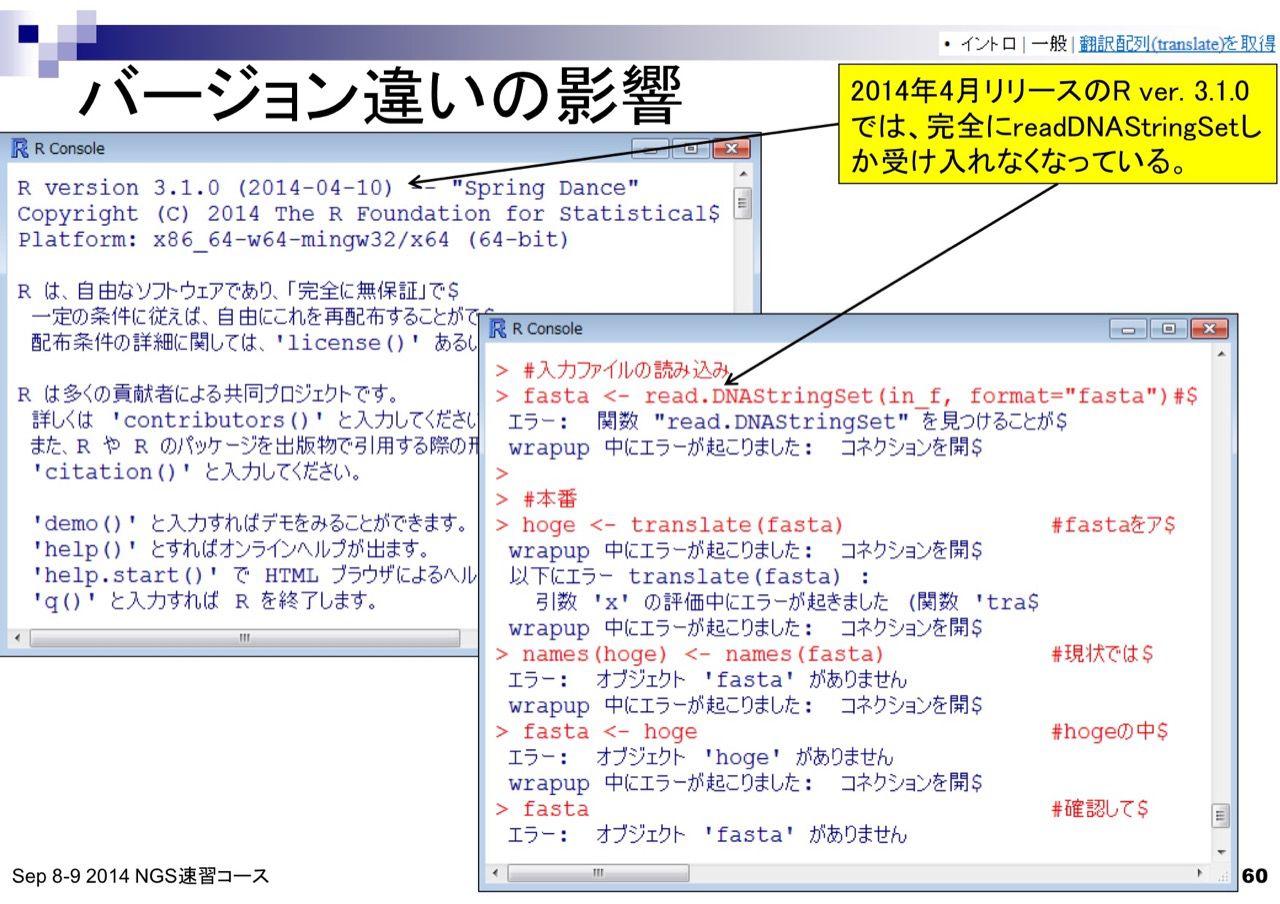 • イントロ | 一般 | 翻訳配列(translate)を取得
バージョン違いの影響
2014年4月リリースのR ver. 3.1.0
では、完全にreadDNAStringSetし
か受け入れなくなっている。
R Console
R version 3.1.0 (2014-04-10) -- "Spring Dance"
Copyright (C) 2014 The R Foundation for Statistical$
Platform: x86_64-w64-mingw32/x64 (64-bit)
R は、自由なソフトウェアであり、「完全に無保証」で$
一定の条件に従えば、自由にこれを再配布することがで
配布条件の詳細に関しては、'license()' あるい
R は多くの貢献者による共同プロジェクトです。
詳しくは 'contributors()' と入力してください
また、R や R のパッケージを出版物で引用する際の形
'citation()' と入力してください。
'demo()' と入力すればデモをみることができます。
'help()' とすればオンラインヘルプが出ます。
'help.start()' で HTML ブラウザによるヘル
'q()' と入力すれば R を終了します。
R Console
> #入力ファイルの読み込み
> fasta <- read.DNAStringSet(in_f, format="fasta")#$
エラー: 関数 "read.DNAStringSet" を見つけることが$
wrapup 中にエラーが起こりました: コネクションを開$
>
> #本番
> hoge <- translate(fasta) #fastaをア$
wrapup 中にエラーが起こりました: コネクションを開$
以下にエラー translate(fasta) :
引数 'x' の評価中にエラーが起きました (関数 'tra$
wrapup 中にエラーが起こりました: コネクションを開$
> names(hoge) <- names(fasta) #現状では$
エラー: オブジェクト 'fasta' がありません
wrapup 中にエラーが起こりました: コネクションを開$
> fasta <- hoge #hogeの中$
エラー: オブジェクト 'hoge' がありません
wrapup 中にエラーが起こりました: コネクションを開$
> fasta #確認して$
エラー: オブジェクト 'fasta' がありません
Sep 8-9 2014 NGS速習コース
60